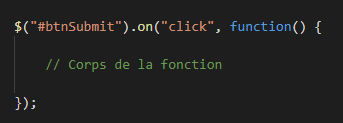 $("#btnSubmit").on("click", function() {
// Corps de la fonction
});